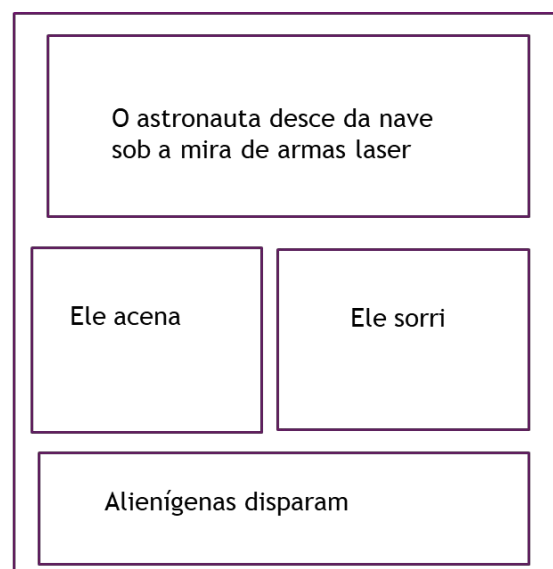 O astronauta desce da nave
sob a mira de armas laser
Ele acena
Ele sorri
Alienígenas disparam